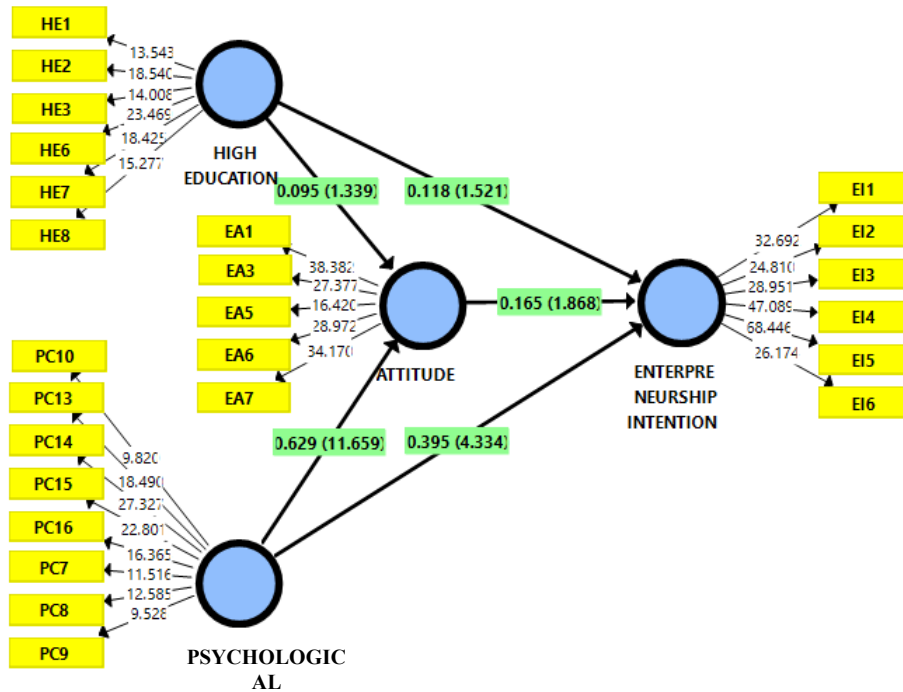 HE1
HE2
HE3
HE6
HE7
HE8
13.543
18.540
14.008
23.469
18.425
15.277
HIGH
EDUCATION
0.095 (1.339)
0.118 (1.521)
EA1
EA3
EA5
EA6
EA7
38.382
27.377
16.420
28.972
34.170
ATTITUDE
0.165 (1.868)
EI1
EI2
EI3
EI4
EI5
EI6
32.692
24.810
28.951
47.089
68.446
26.174
ENTERPRE
NEURSHIP
INTENTION
0.629 (11.659)
0.395 (4.334)
PC10
PC13
PC14
PC15
PC16
PC7
PC8
PC9
9.820
18.490
27.327
22.801
16.365
11.516
12.585
9.528
PSYCHOLOGIC
AL